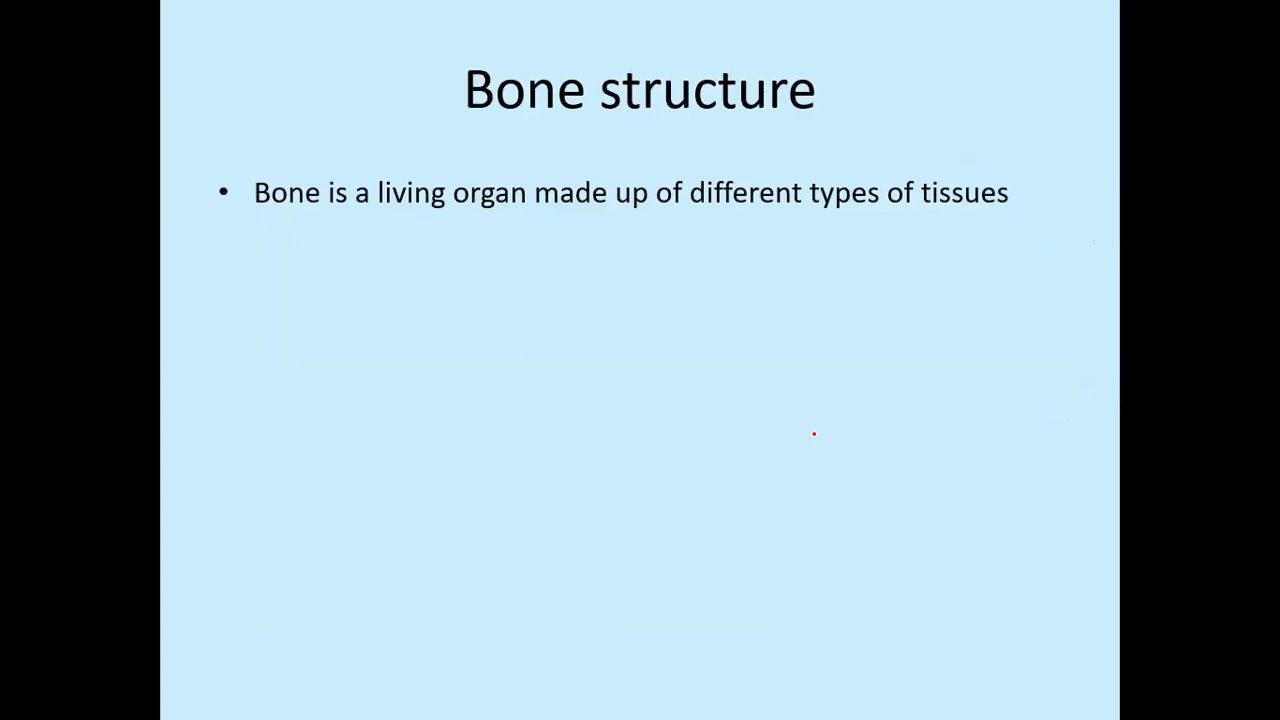 Bone structure
• Bone is a living organ made up of different types of tissues